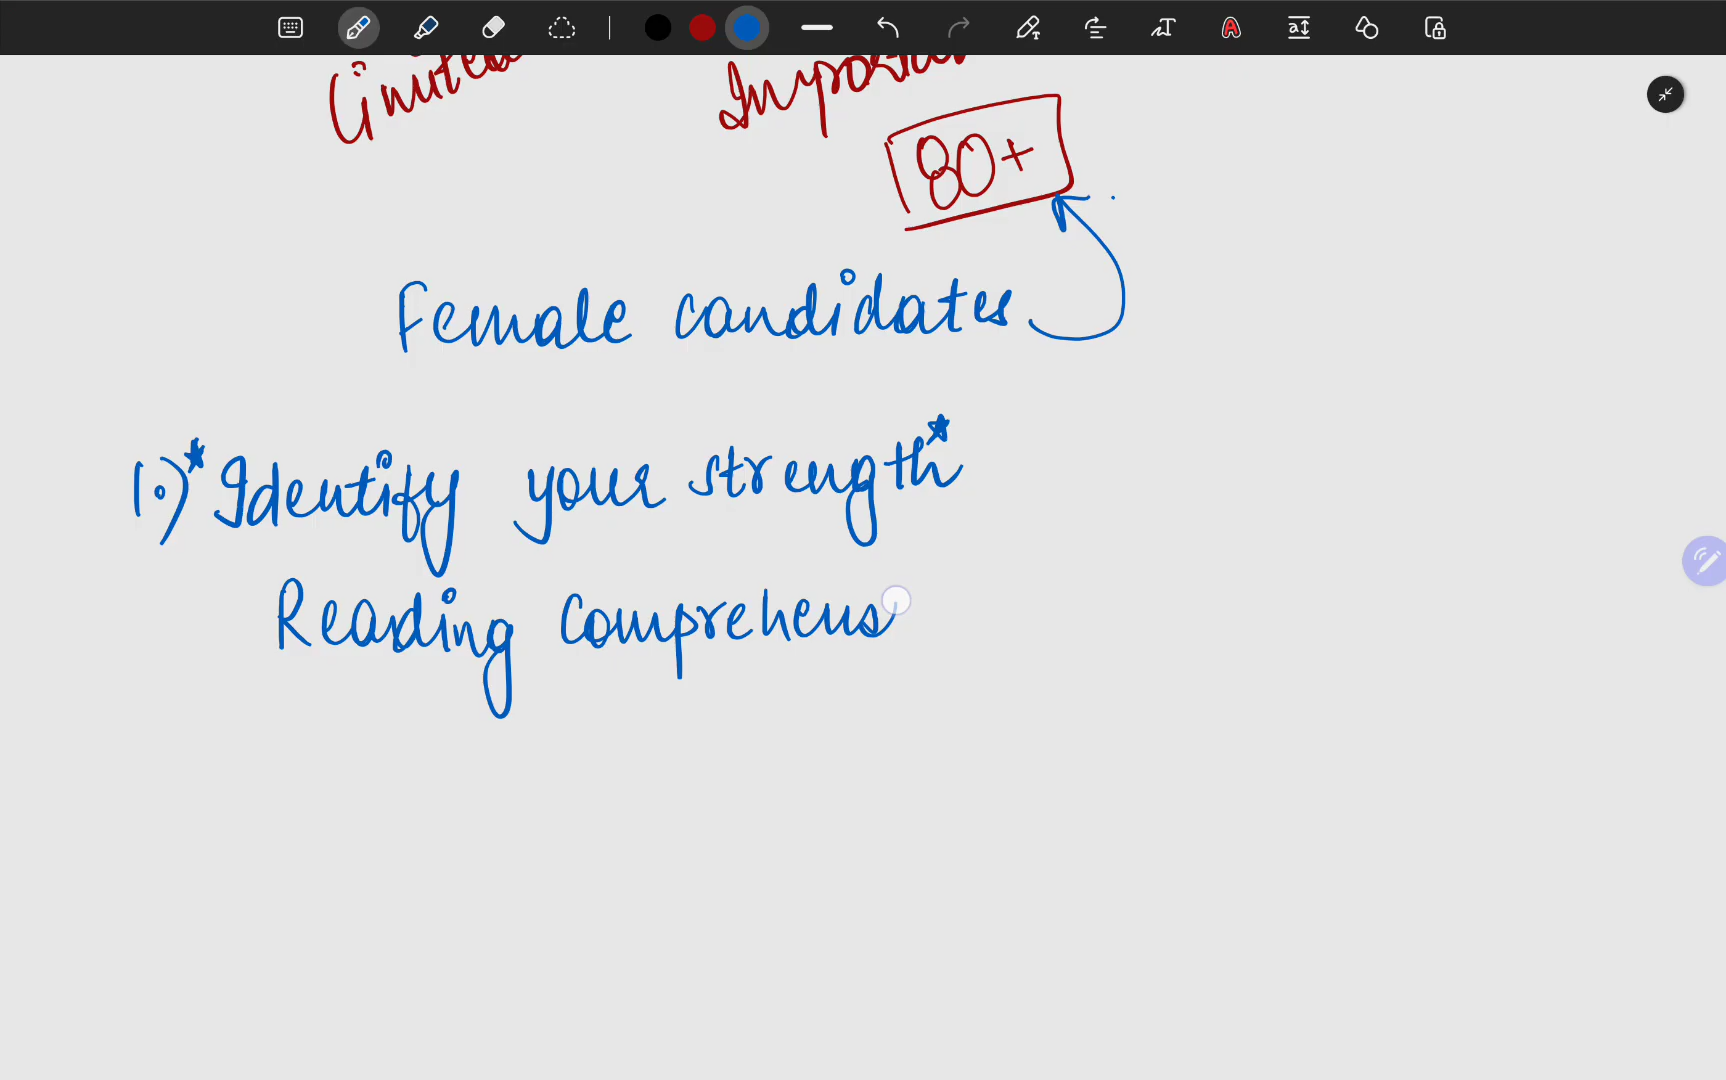 80+
Female candidates
1.) *Identify your strength*
Reading comprehens